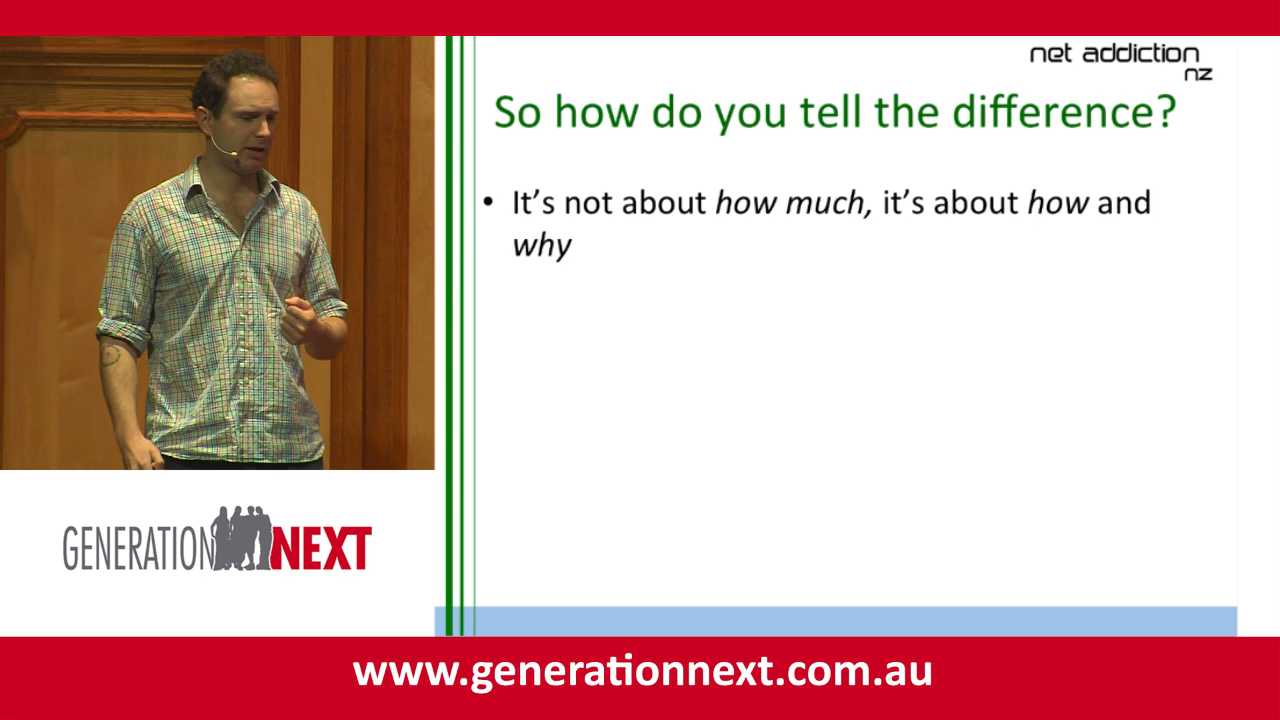 net addiction
nz
So how do you tell the difference?
• It's not about how much, it's about how and
why
GENERATION NEXT
www.generationnext.com.au